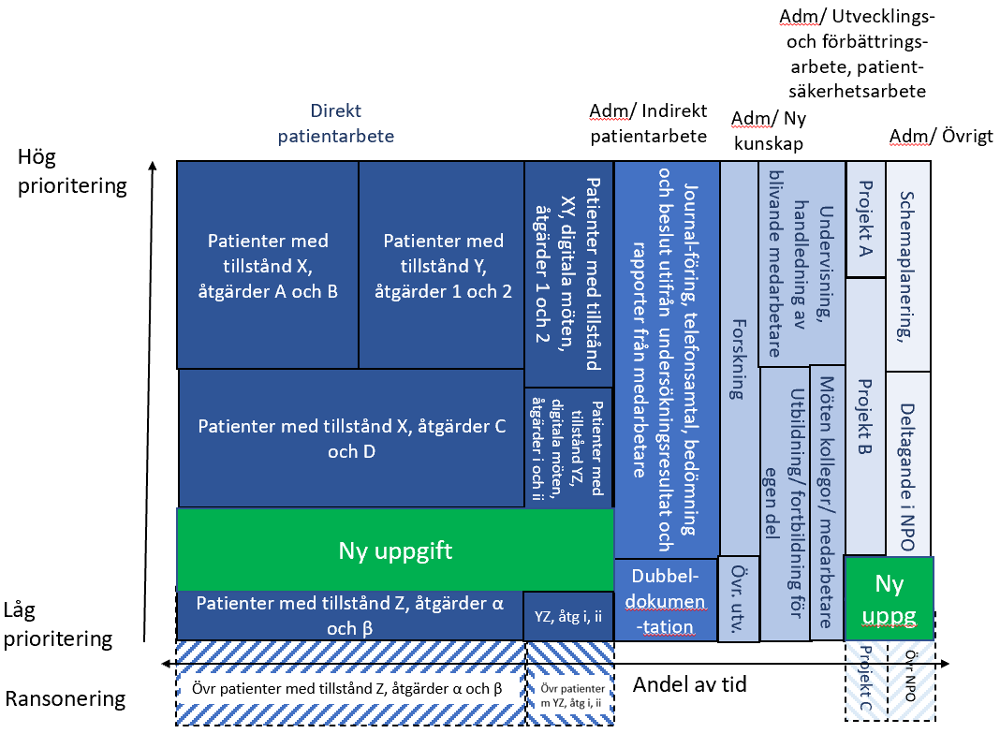 Adm/ Utvecklings-
och förbättrings-
arbete, patient-
säkerhetsarbete
Direkt
patientarbete
Adm/ Indirekt
patientarbete
Adm/ Ny
kunskap
Adm/ Övrigt
Hög
prioritering
Patienter med
tillstånd X,
åtgärder A och B
Patienter med
tillstånd Y,
åtgärder 1 och 2
Patienter med tillstånd
XY, digitala möten,
åtgärder 1 och 2
Journal-föring, telefonsamtal, bedömning
och beslut utifrån undersökningsresultat och
rapporter från medarbetare
Forskning
Undervisning,
handledning av
blivande medarbetare
Projekt A
Schemaplanering,
Patienter med tillstånd X, åtgärder C
och D
Patienter med
tillstånd YZ,
digitala möten,
åtgärder i och ii
Utbildning/ fortbildning för
egen del
Möten kollegor/ medarbetare
Projekt B
Deltagande i NPO
Ny uppgift
Dubbel-
dokumen
-tation
Övr. utv.
Ny
uppg
Låg
prioritering
Patienter med tillstånd Z, åtgärder α
och β
YZ, åtg i, ii
Ransonering
Övr patienter med tillstånd Z, åtgärder α och β
Övr patienter
m YZ, åtg i, ii
Andel av tid
Projekt C
Övr NPO